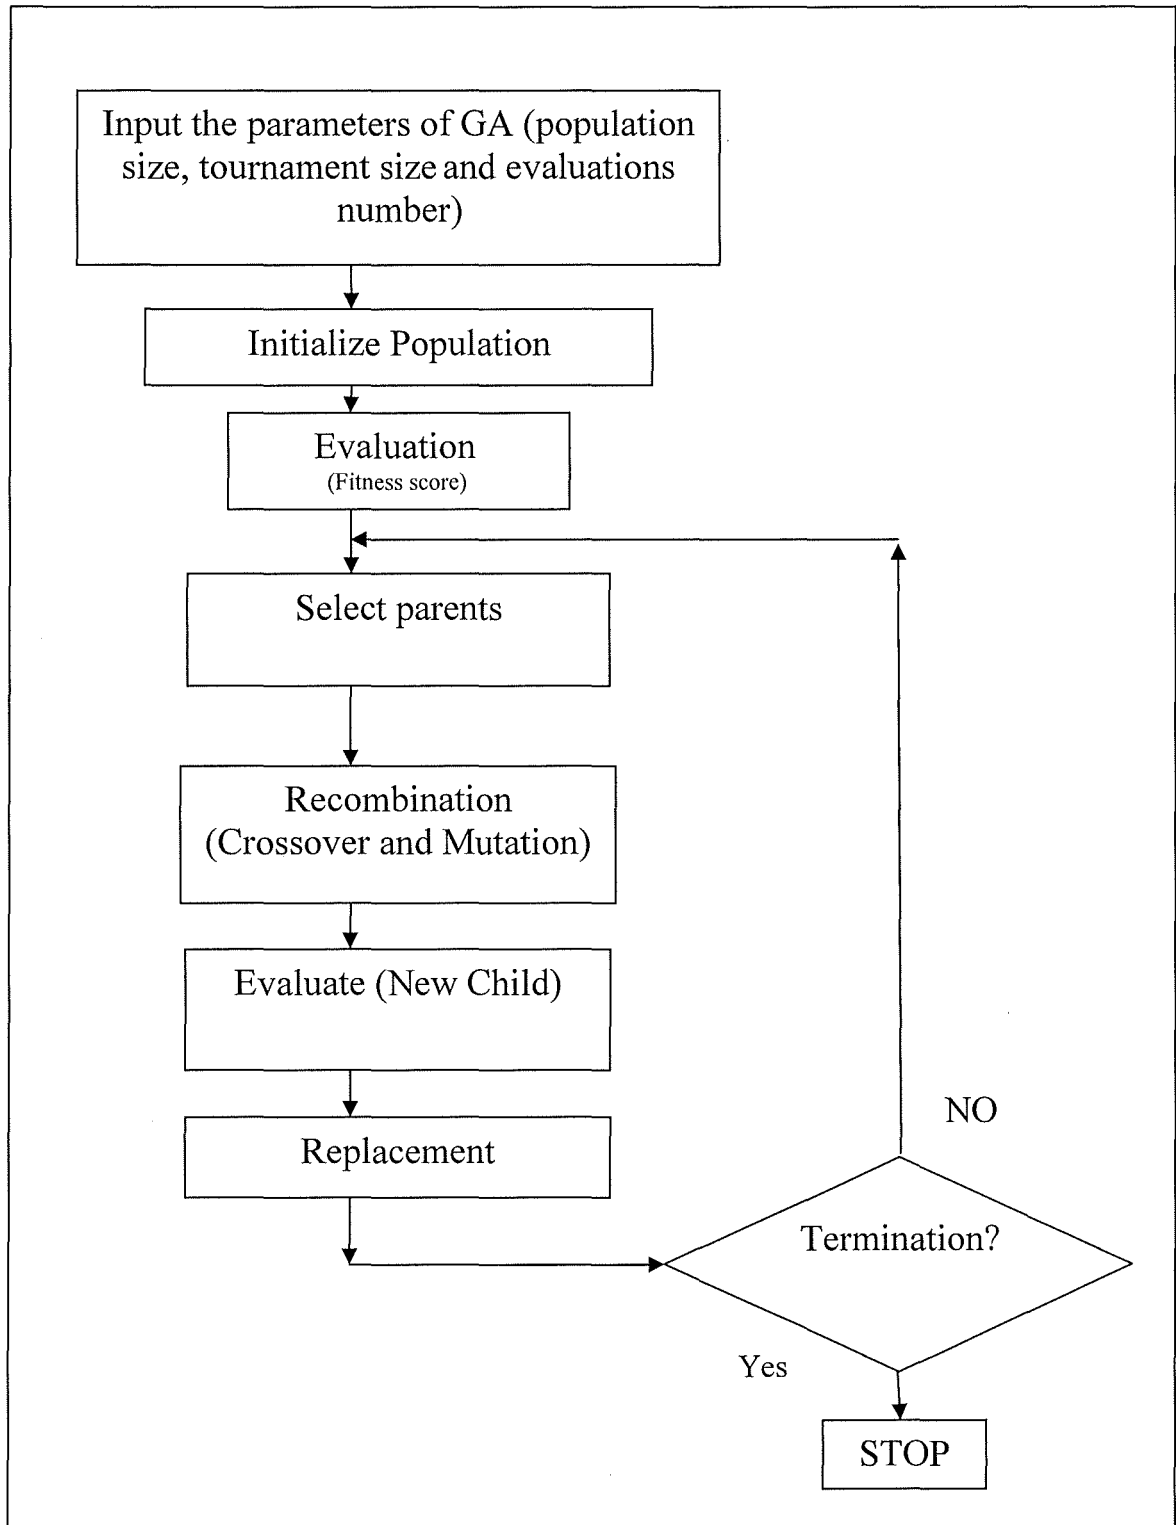 Input the parameters of GA (population
size, tournament size and evaluations
number)
Initialize Population
Evaluation
(Fitness score)
Select parents
Recombination
(Crossover and Mutation)
Evaluate (New Child)
Replacement
NO
Termination?
Yes
STOP